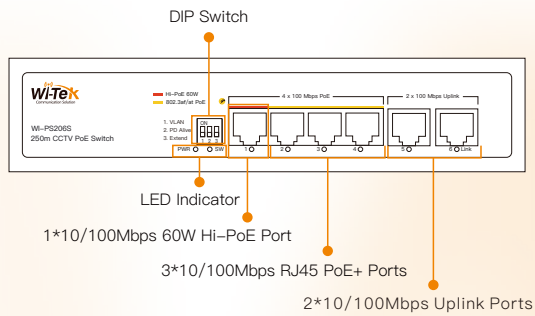 DIP Switch
Wi-Tek
Communication Solution
Hi-PoE 60W
802.3af/at PoE
4 x 100 Mbps PoE
2 x 100 Mbps Uplink
WI-PS206S
250m CCTV PoE Switch
1. VLAN
2. PD Alive
3. Extend
ON
1 2 3
PWR SW
1 2 3 4 5 6 Link
LED Indicator
1*10/100Mbps 60W Hi-PoE Port
3*10/100Mbps RJ45 PoE+ Ports
2*10/100Mbps Uplink Ports